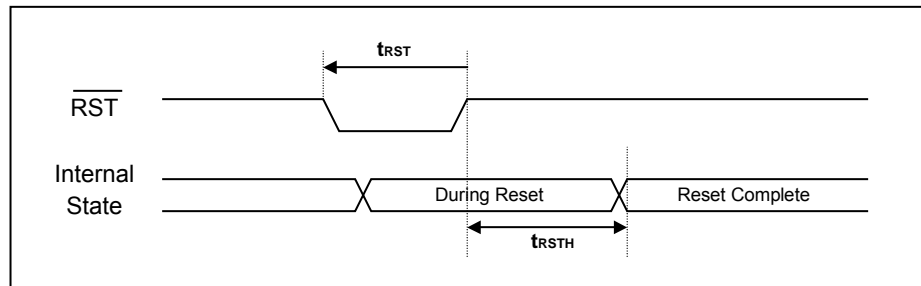 tRST
RST
Internal
State
During Reset
Reset Complete
tRSTH